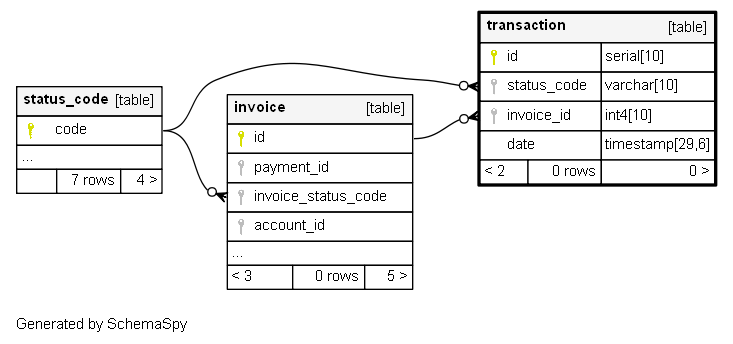 status_code [table]
code
...
7 rows 4 >
invoice [table]
id
payment_id
invoice_status_code
account_id
...
< 3 0 rows 5 >
transaction [table]
id serial[10]
status_code varchar[10]
invoice_id int4[10]
date timestamp[29,6]
< 2 0 rows 0 >
Generated by SchemaSpy